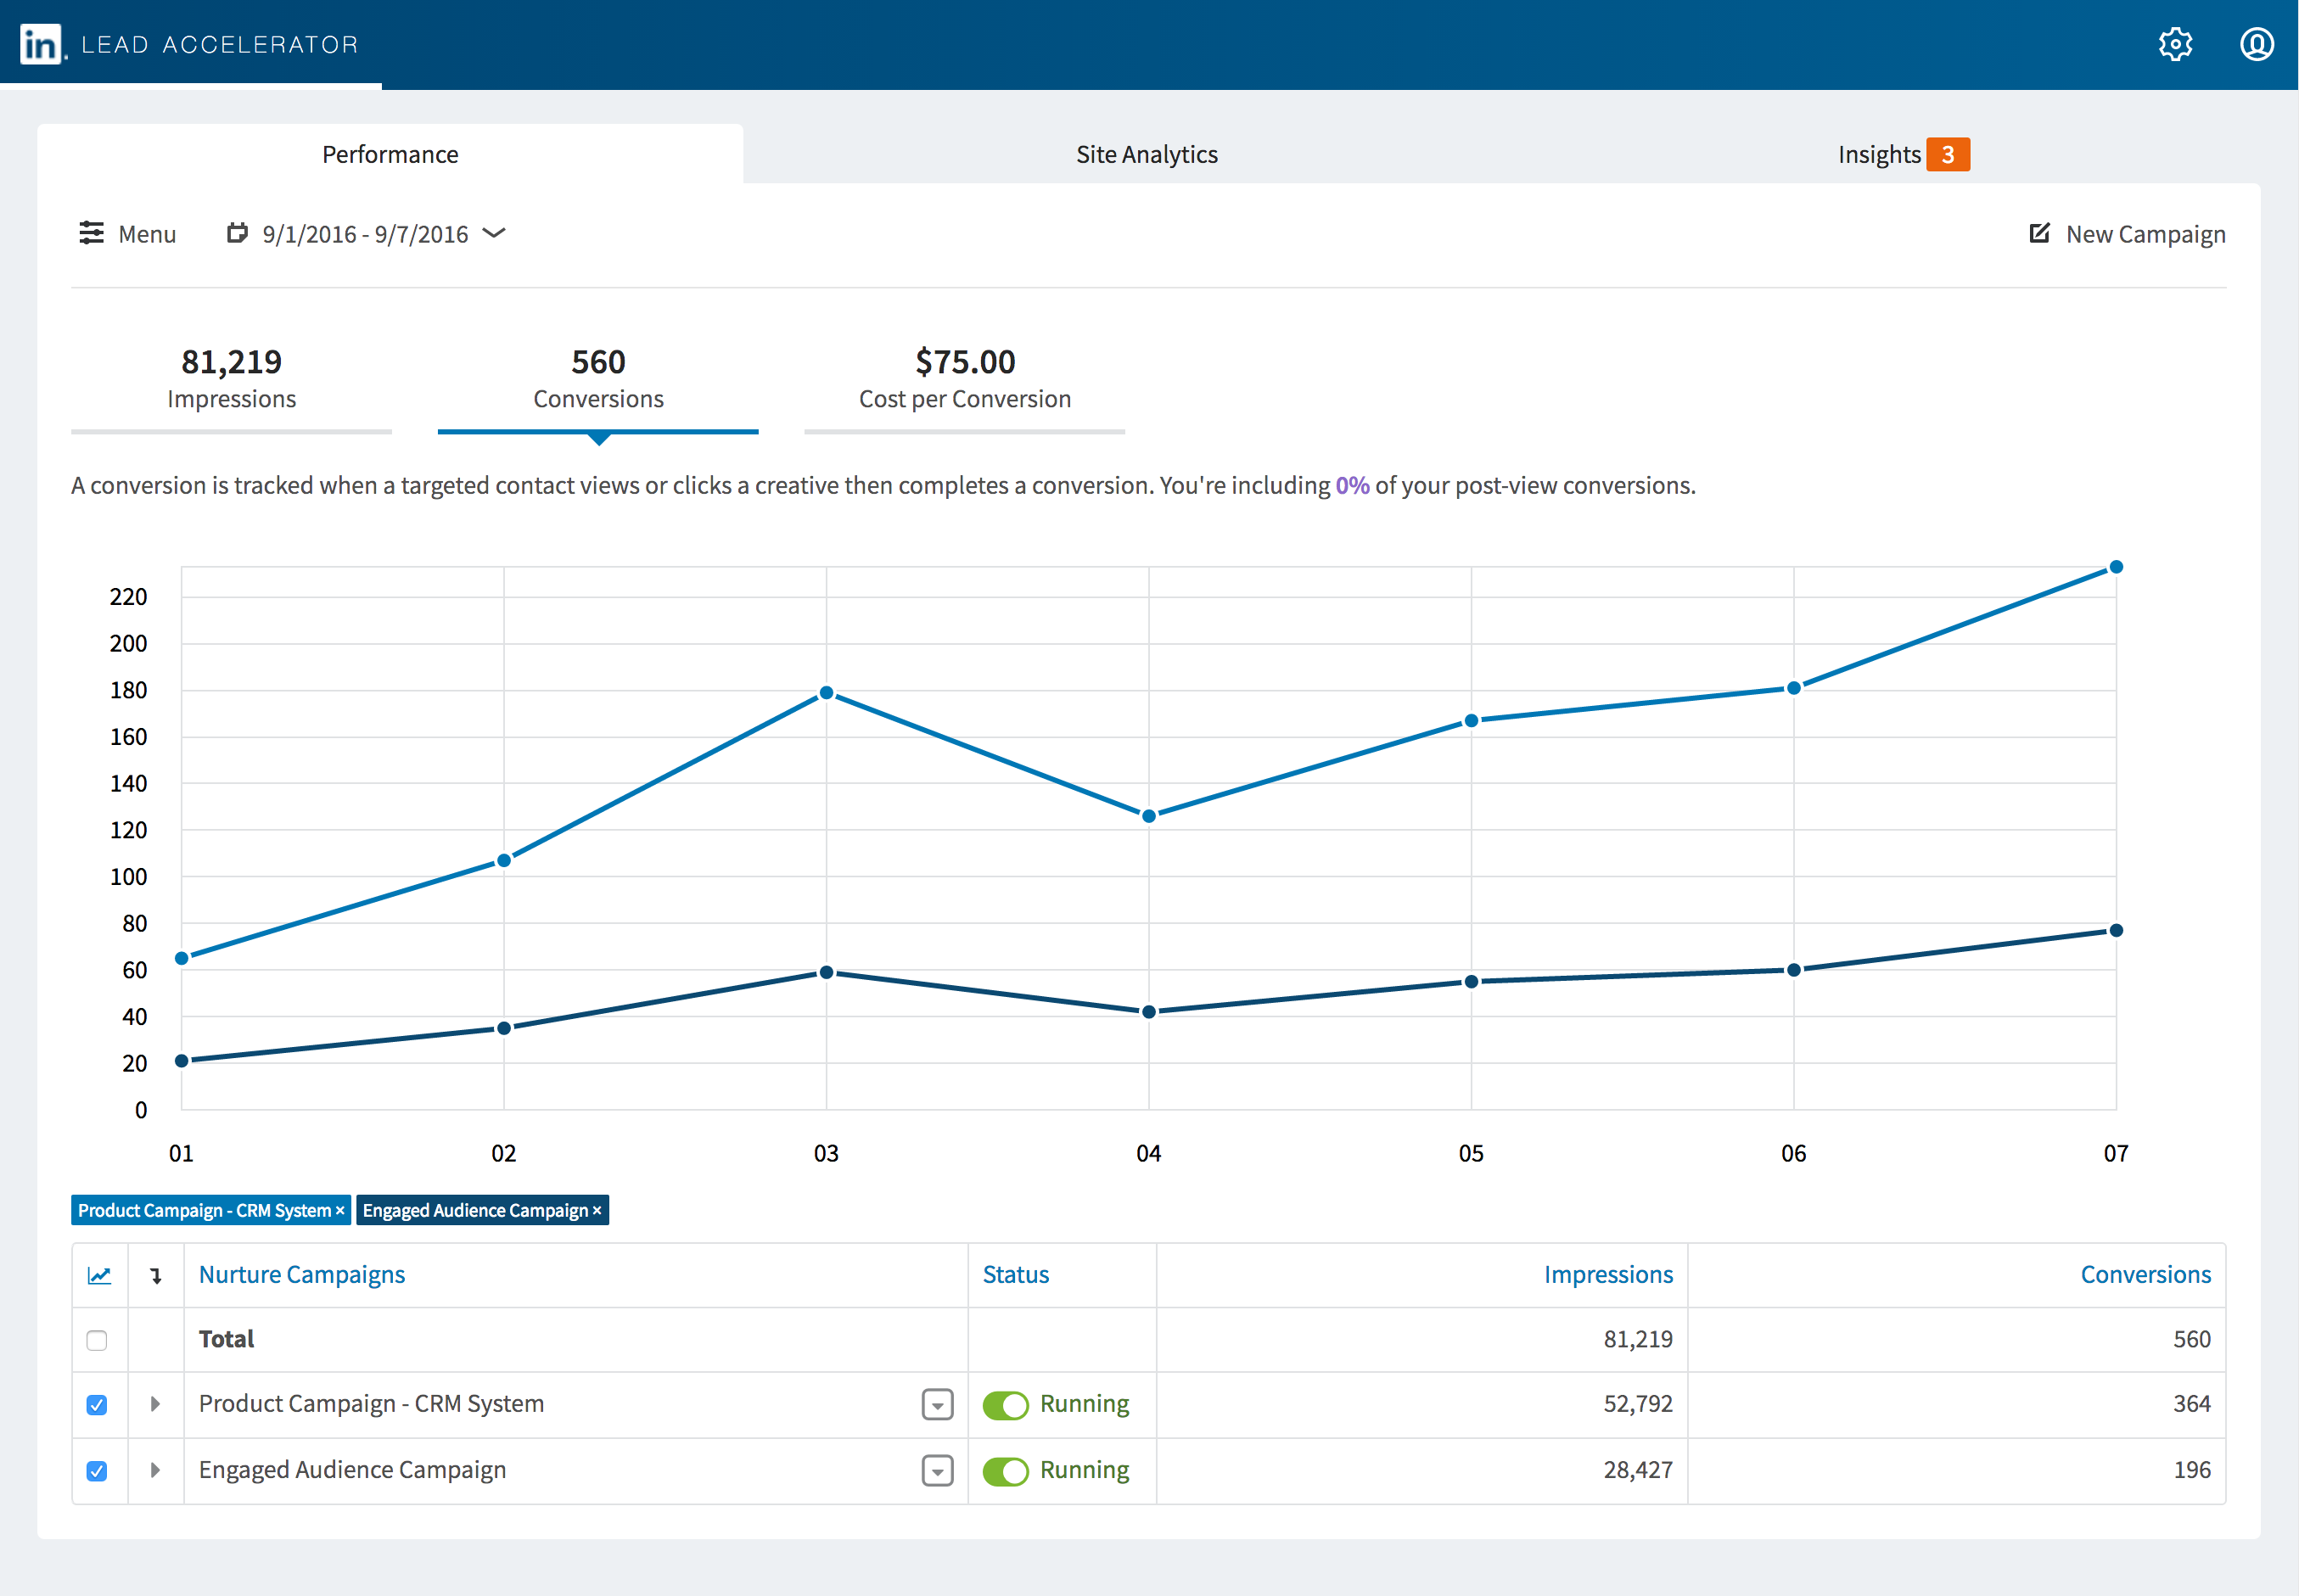 in. LEAD ACCELERATOR
Performance Site Analytics Insights 3
Menu 9/1/2016 - 9/7/2016 New Campaign
81,219 560 $75.00
Impressions Conversions Cost per Conversion
A conversion is tracked when a targeted contact views or clicks a creative then completes a conversion. You're including 0% of your post-view conversions.
220
200
180
160
140
120
100
80
60
40
20
0
01 02 03 04 05 06 07
Product Campaign - CRM System × Engaged Audience Campaign ×
Nurture Campaigns Status Impressions Conversions
Total 81,219 560
Product Campaign - CRM System Running 52,792 364
Engaged Audience Campaign Running 28,427 196